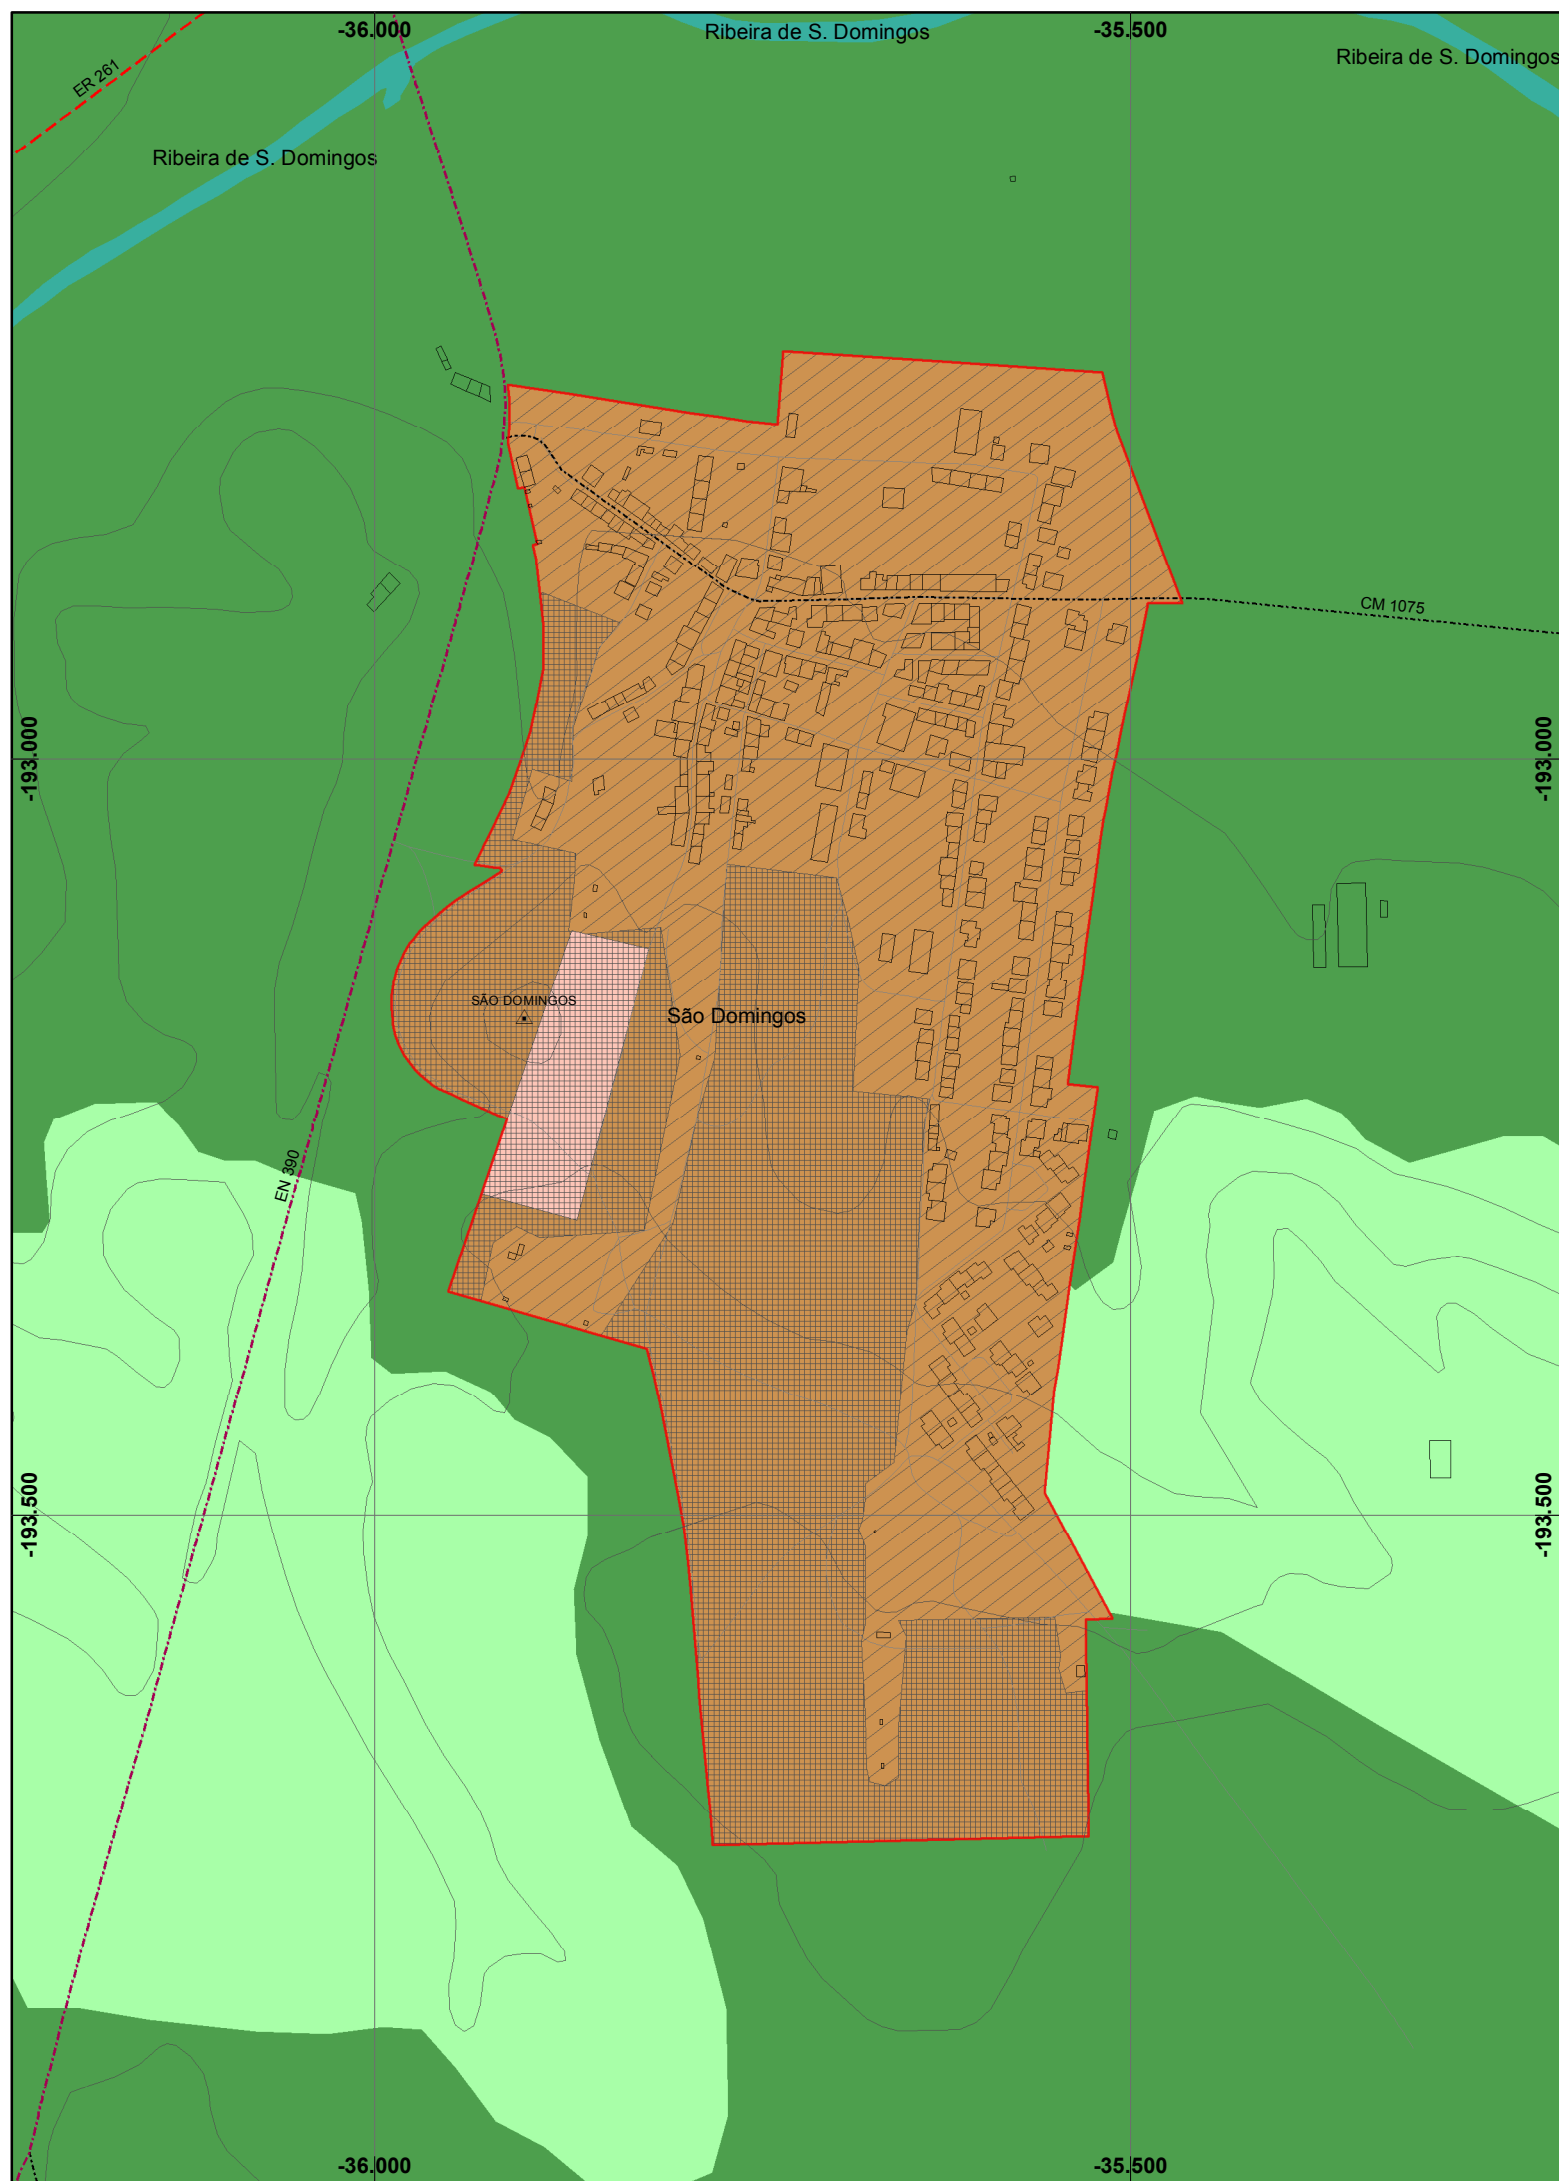 -36.000
Ribeira de S. Domingos
-35.500
Ribeira de S. Domingos
ER 261
Ribeira de S. Domingos
CM 1075
-193.000
-193.000
SÃO DOMINGOS
São Domingos
EN 390
-193.500
-193.500
-36.000
-35.500